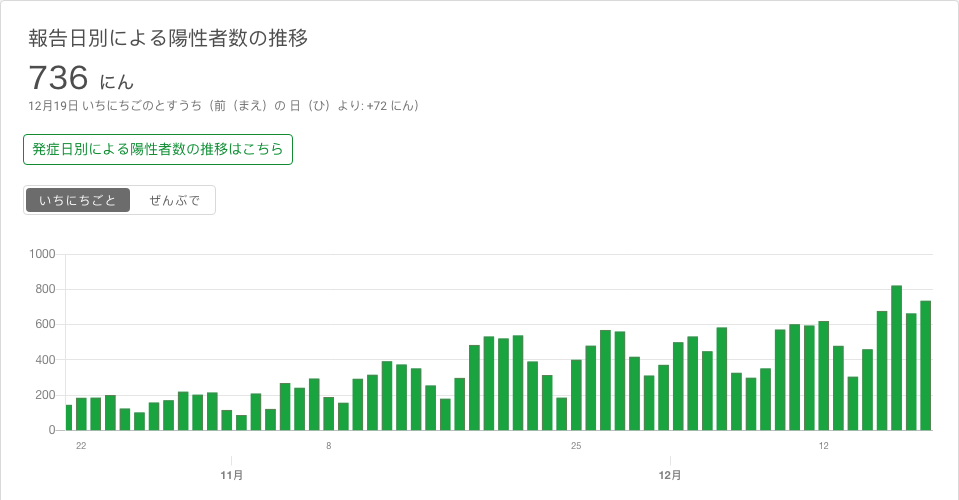 報告日別による陽性者数の推移
736 にん
12月19日 いちにちごのとすうち（前（まえ）の 日（ひ）より: +72 にん）
発症日別による陽性者数の推移はこちら
いちにちごと ぜんぶで
1000
800
600
400
200
0
22 8 25 12
11月 12月